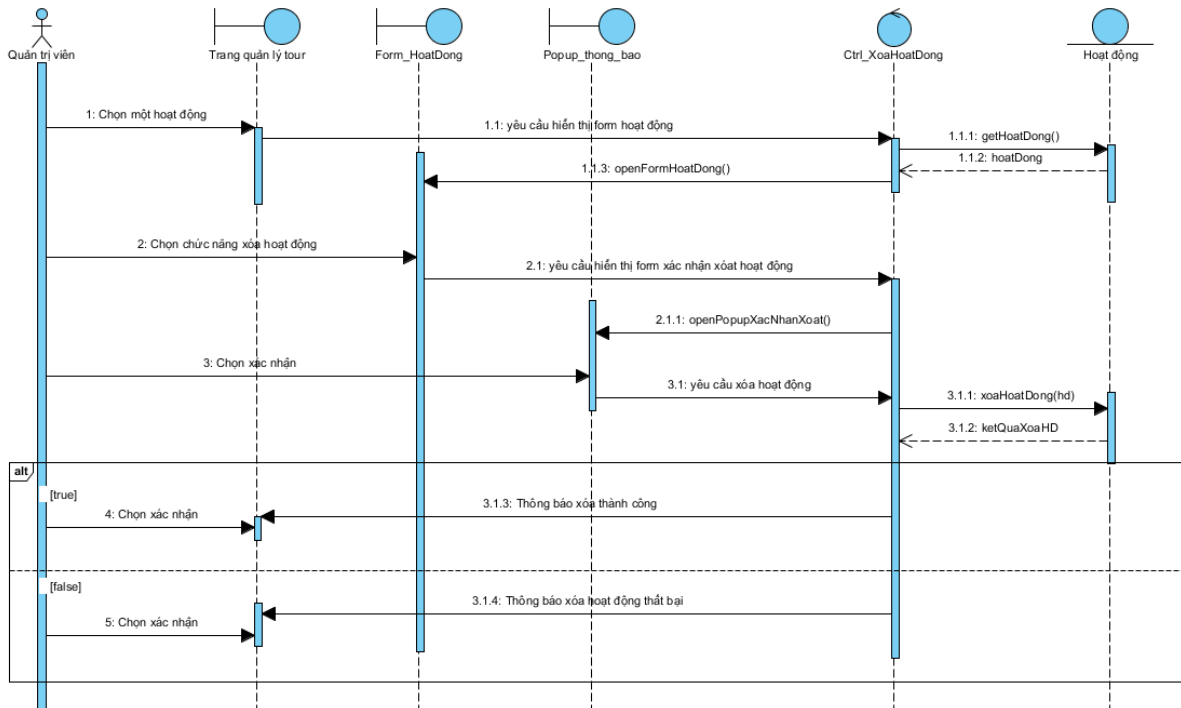 Quản trị viên
Trang quản lý tour
Form_HoatDong
Popup_thong_bao
Ctrl_XoaHoatDong
Hoạt động
1: Chọn một hoạt động
1.1: yêu cầu hiển thị form hoạt động
1.1.1: getHoatDong()
1.1.2: hoatDong
1.1.3: openFormHoatDong()
2: Chọn chức năng xóa hoạt động
2.1: yêu cầu hiển thị form xác nhận xóat hoạt động
2.1.1: openPopupXacNhanXoat()
3: Chọn xác nhận
3.1: yêu cầu xóa hoạt động
3.1.1: xoaHoatDong(hd)
3.1.2: ketQuaXoaHD
alt
[true]
3.1.3: Thông báo xóa thành công
4: Chọn xác nhận
[false]
3.1.4: Thông báo xóa hoạt động thất bại
5: Chọn xác nhận